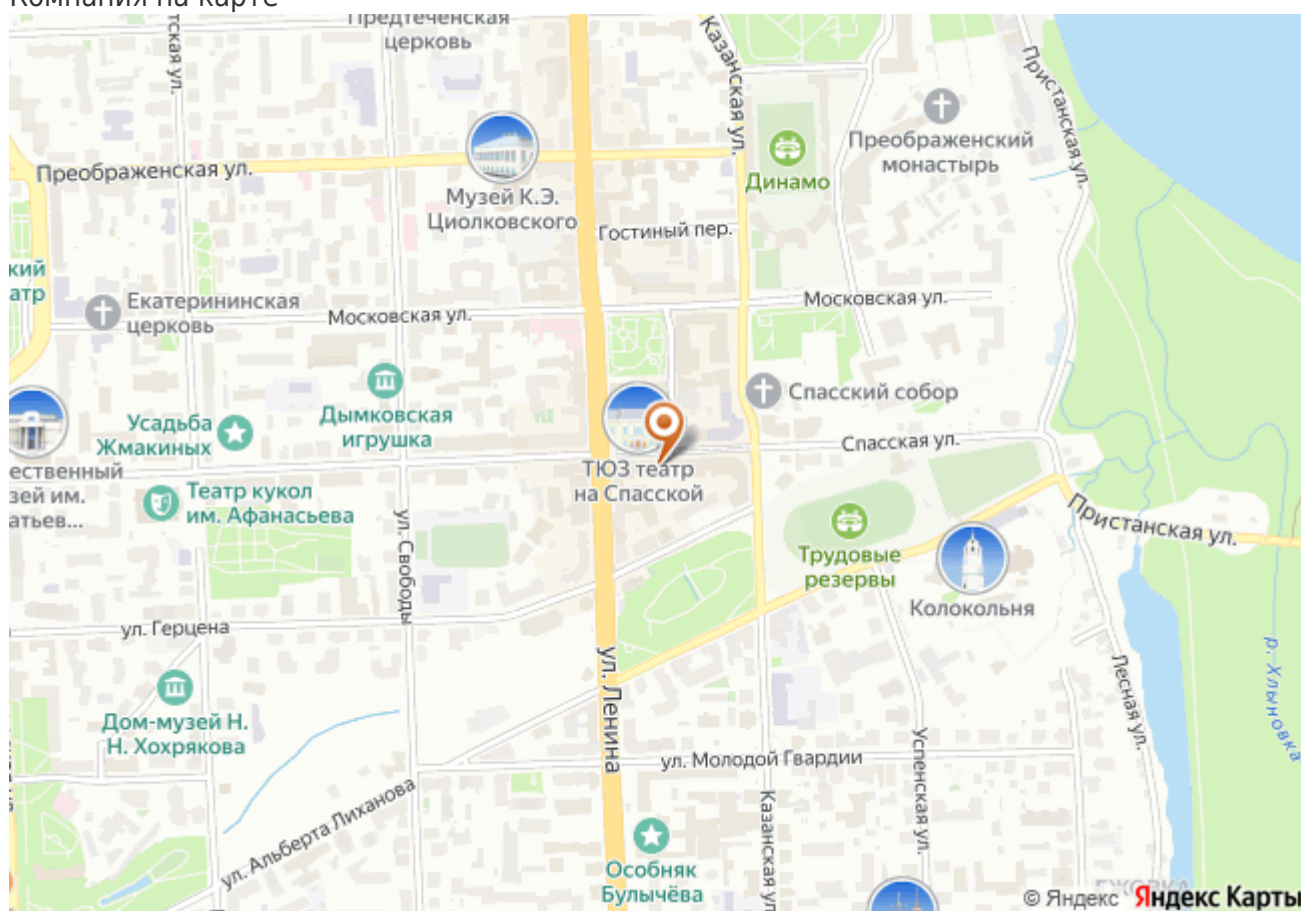 Компания на карте
Предтеченская
церковь
Казанская ул.
Пристанская ул.
Преображенский
монастырь
Преображенская ул.
Музей К.Э.
Циолковского
Динамо
Гостиный пер.
Екатерининская
церковь
Московская ул.
Московская ул.
Усадьба
Жмакиных
Дымковская
игрушка
Спасский собор
Спасская ул.
ТЮЗ театр
на Спасской
Театр кукол
им. Афанасьева
ул. Свободы
Трудовые
резервы
Пристанская ул.
Колокольня
ул. Герцена
ул. Ленина
Дом-музей Н.
Н. Хохрякова
Лесная ул.
р. Хлыновка
ул. Молодой Гвардии
Успенская ул.
Казанская ул.
ул. Альберта Лиханова
Особняк
Булычёва
© Яндекс Яндекс Карты